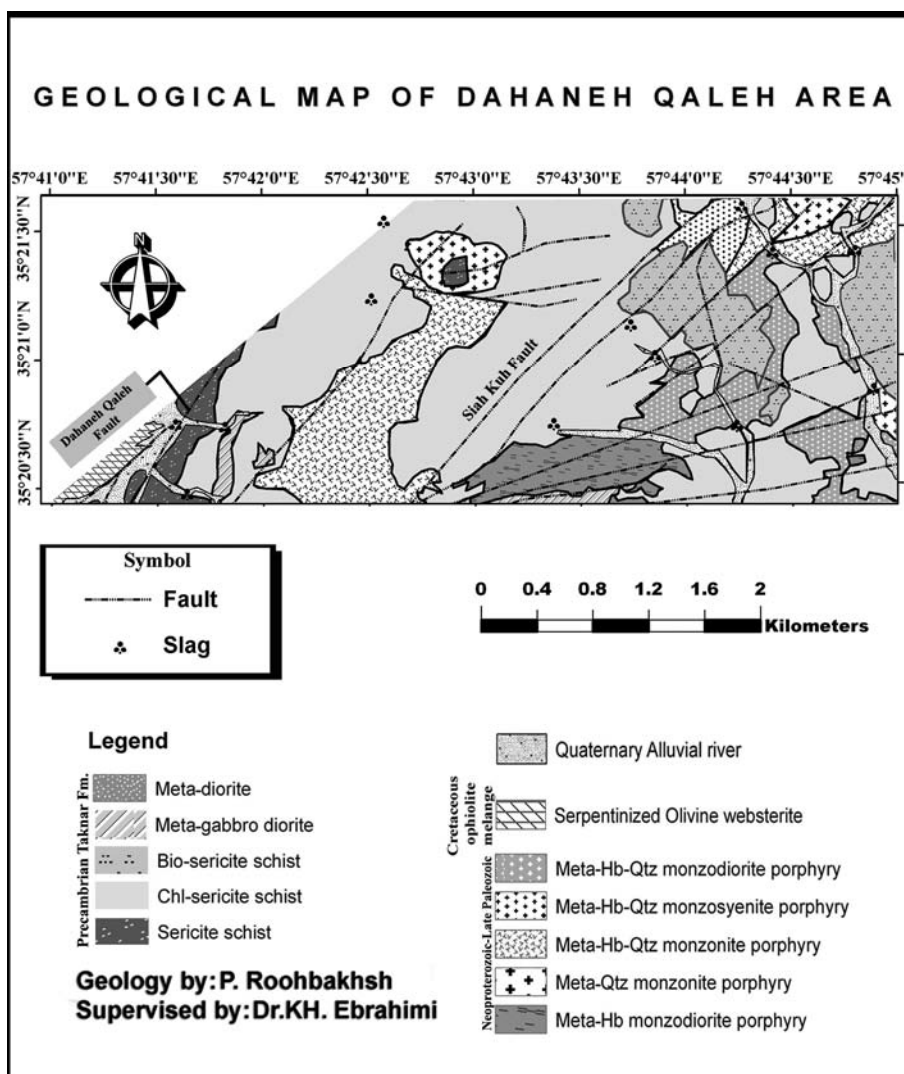 GEOLOGICAL MAP OF DAHANEH QALEH AREA
57°41'0"E 57°41'30"E 57°42'0"E 57°42'30"E 57°43'0"E 57°43'30"E 57°44'0"E 57°44'30"E 57°45'
35°21'30"N
N
35°21'0"N
Siah Kuh Fault
Dahaneh Qaleh
Fault
35°20'30"N
Symbol
Fault
Slag
0 0.4 0.8 1.2 1.6 2
Kilometers
Legend
Precambrian Taknar Fm.
Meta-diorite
Meta-gabbro diorite
Bio-sericite schist
Chl-sericite schist
Sericite schist
Geology by: P. Roohbakhsh
Supervised by: Dr.KH. Ebrahimi
Quaternary Alluvial river
Cretaceous
ophiolite
melange
Serpentinized Olivine websterite
Neoproterozoic-Late Paleozoic
Meta-Hb-Qtz monzodiorite porphyry
Meta-Hb-Qtz monzosyenite porphyry
Meta-Hb-Qtz monzonite porphyry
Meta-Qtz monzonite porphyry
Meta-Hb monzodiorite porphyry